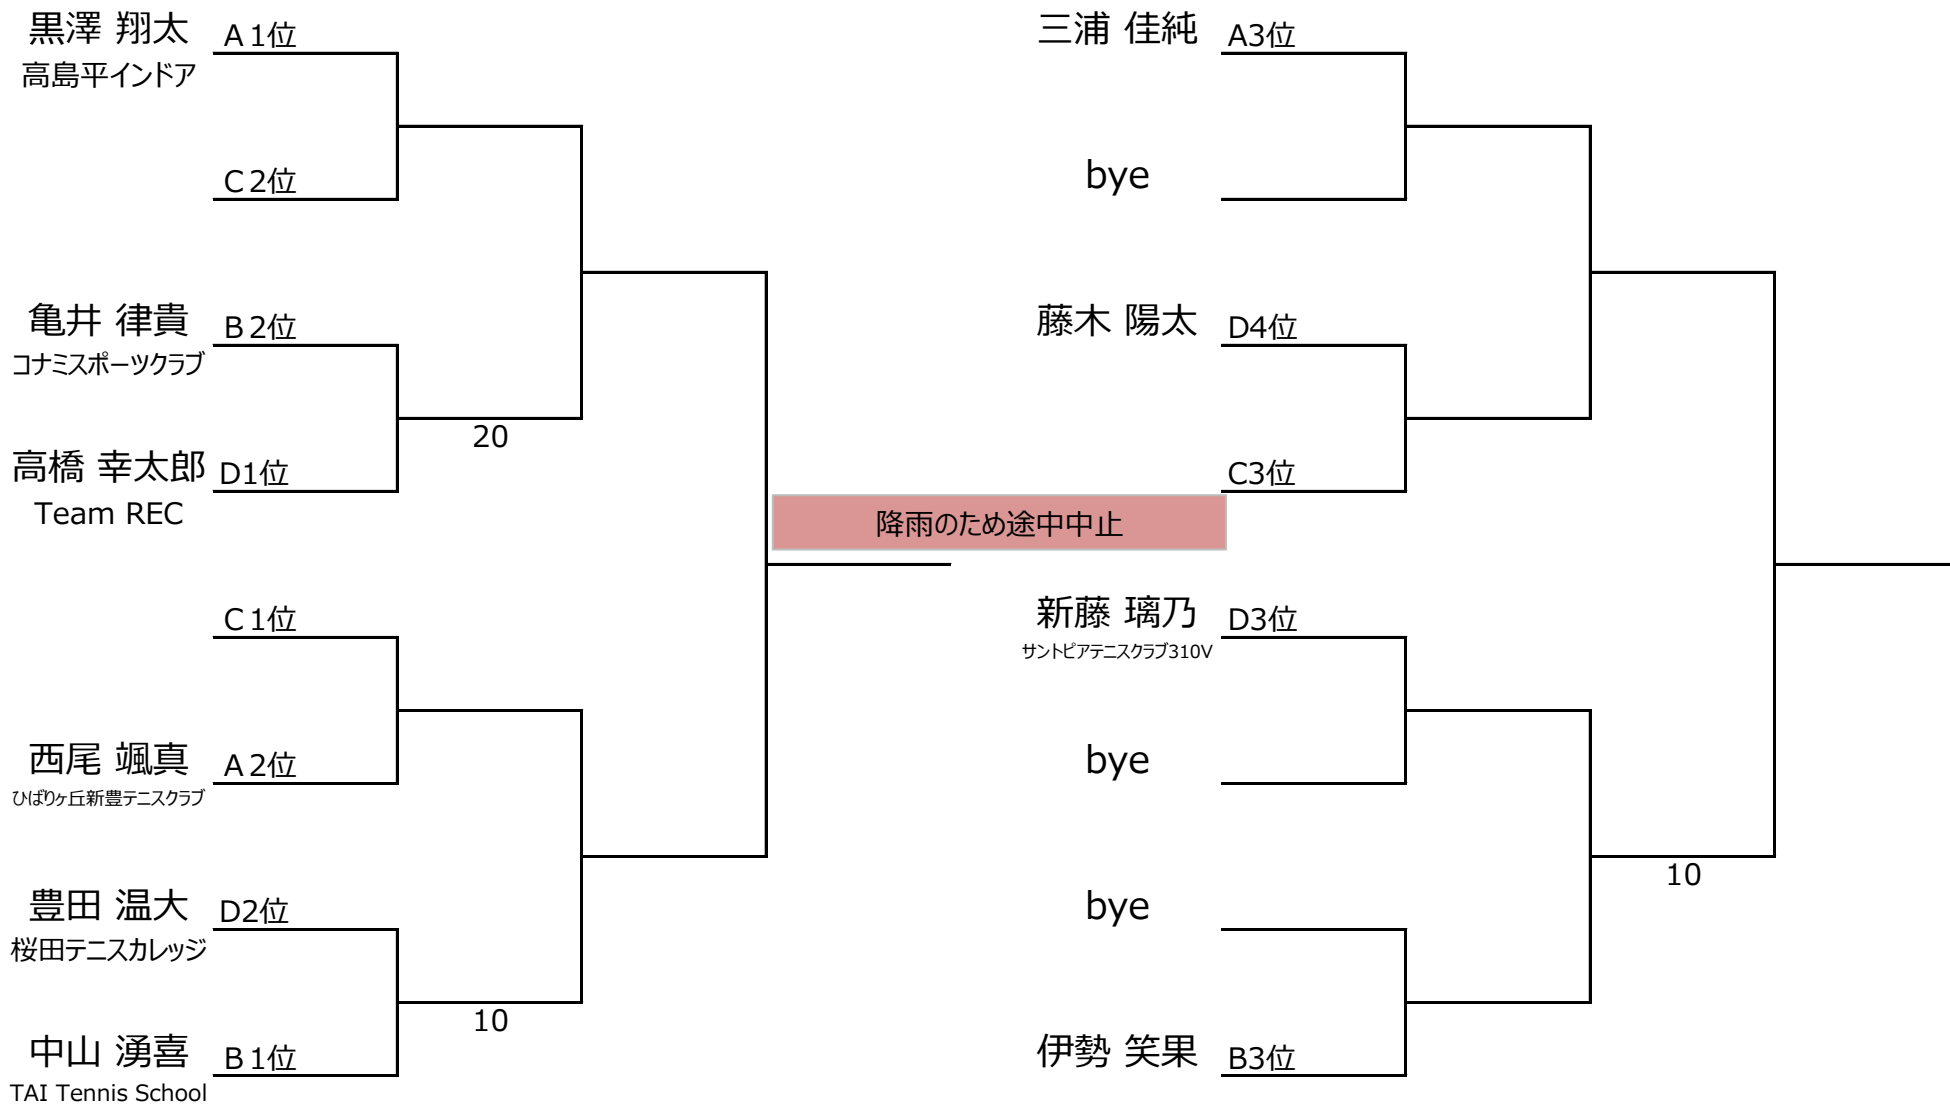 黒澤 翔太
A1位
高島平インドア
C2位
亀井 律貴
B2位
コナミスポーツクラブ
20
高橋 幸太郎
D1位
Team REC
降雨のため途中中止
C1位
西尾 颯真
A2位
ひばりヶ丘新豊テニスクラブ
豊田 温大
D2位
桜田テニスカレッジ
10
中山 湧喜
B1位
TAI Tennis School
三浦 佳純
A3位
bye
藤木 陽太
D4位
C3位
新藤 璃乃
D3位
サントピアテニスクラブ310V
bye
10
bye
伊勢 笑果
B3位